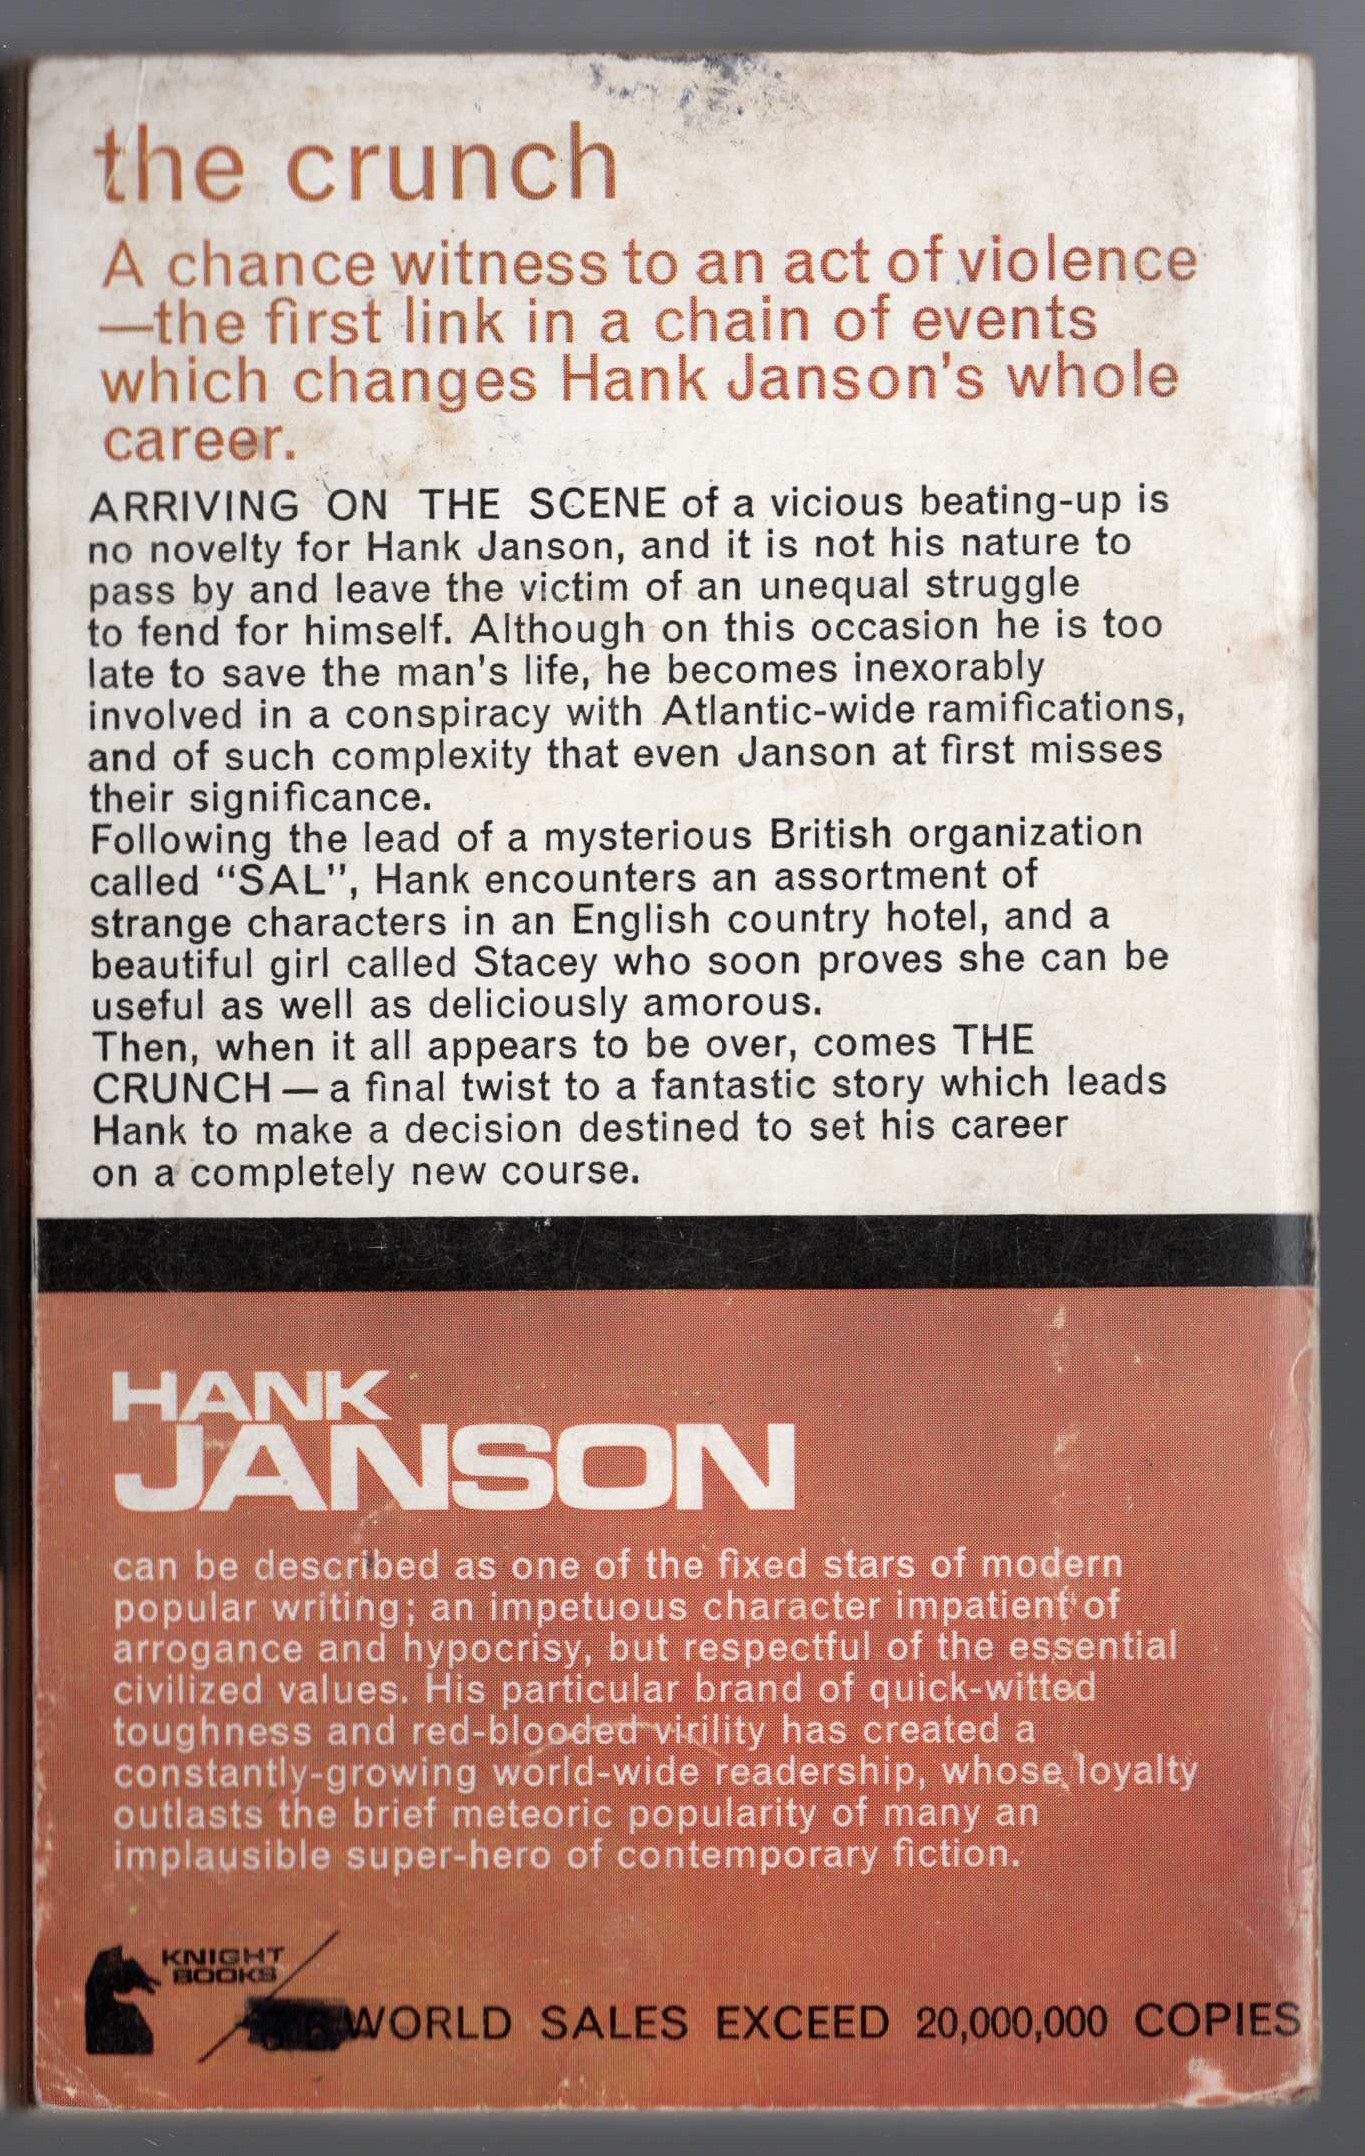 the crunch
A chance witness to an act of violence
—the first link in a chain of events
which changes Hank Janson's whole
career.
ARRIVING ON THE SCENE of a vicious beating-up is
no novelty for Hank Janson, and it is not his nature to
pass by and leave the victim of an unequal struggle
to fend for himself. Although on this occasion he is too
late to save the man's life, he becomes inexorably
involved in a conspiracy with Atlantic-wide ramifications,
and of such complexity that even Janson at first misses
their significance.
Following the lead of a mysterious British organization
called “SAL”, Hank encounters an assortment of
strange characters in an English country hotel, and a
beautiful girl called Stacey who soon proves she can be
useful as well as deliciously amorous.
Then, when it all appears to be over, comes THE
CRUNCH — a final twist to a fantastic story which leads
Hank to make a decision destined to set his career
on a completely new course.
HANK
JANSON
can be described as one of the fixed stars of modern
popular writing; an impetuous character impatient of
arrogance and hypocrisy, but respectful of the essential
civilized values. His particular brand of quick-witted
toughness and red-blooded virility has created a
constantly-growing world-wide readership, whose loyalty
outlasts the brief meteoric popularity of many an
implausible super-hero of contemporary fiction.
KNIGHT
BOOKS
WORLD SALES EXCEED 20,000,000 COPIES